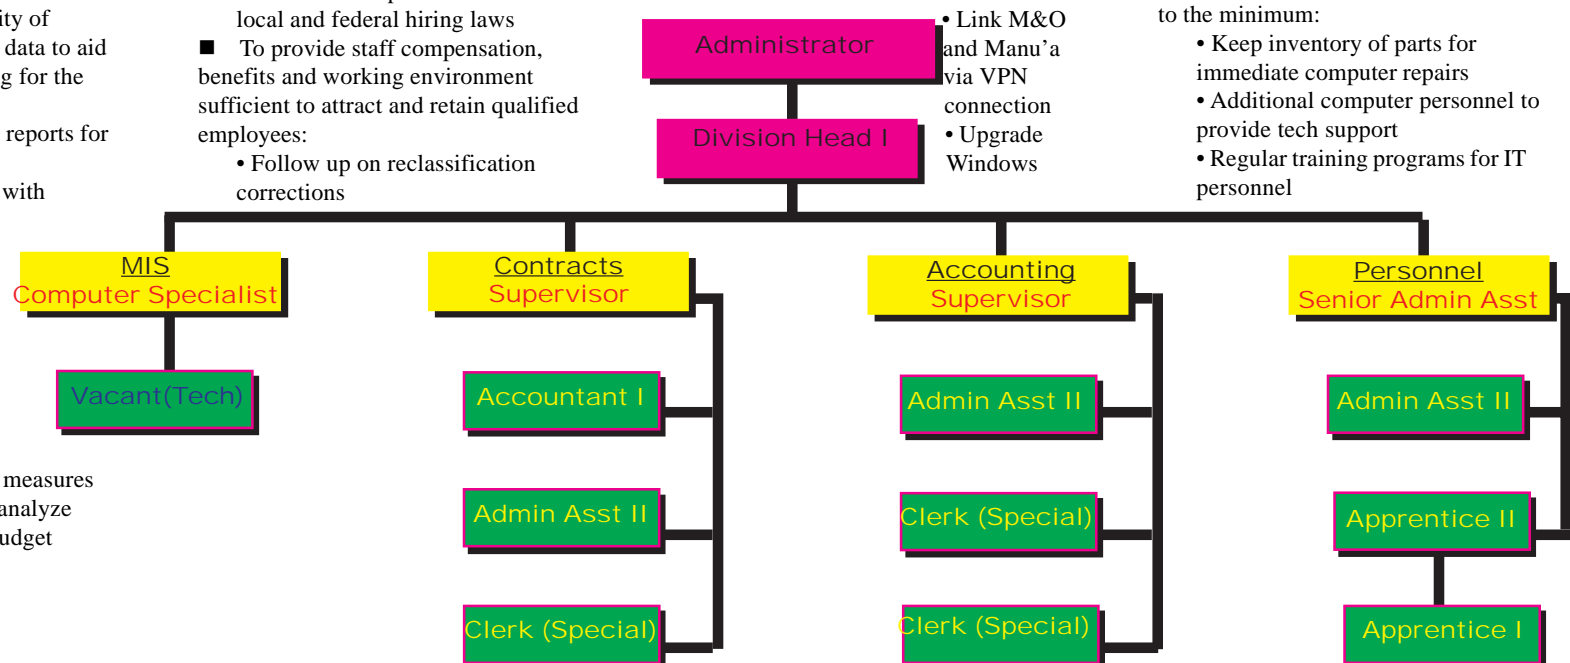 ity of
data to aid
g for the
reports for
with
local and federal hiring laws
■ To provide staff compensation,
benefits and working environment
sufficient to attract and retain qualified
employees:
• Follow up on reclassification
corrections
• Link M&O
and Manu’a
via VPN
connection
• Upgrade
Windows
to the minimum:
• Keep inventory of parts for
immediate computer repairs
• Additional computer personnel to
provide tech support
• Regular training programs for IT
personnel
Administrator
Division Head I
MIS
Computer Specialist
Vacant(Tech)
Contracts
Supervisor
Accountant I
Admin Asst II
Clerk (Special)
Accounting
Supervisor
Admin Asst II
Clerk (Special)
Clerk (Special)
Personnel
Senior Admin Asst
Admin Asst II
Apprentice II
Apprentice I
measures
analyze
udget